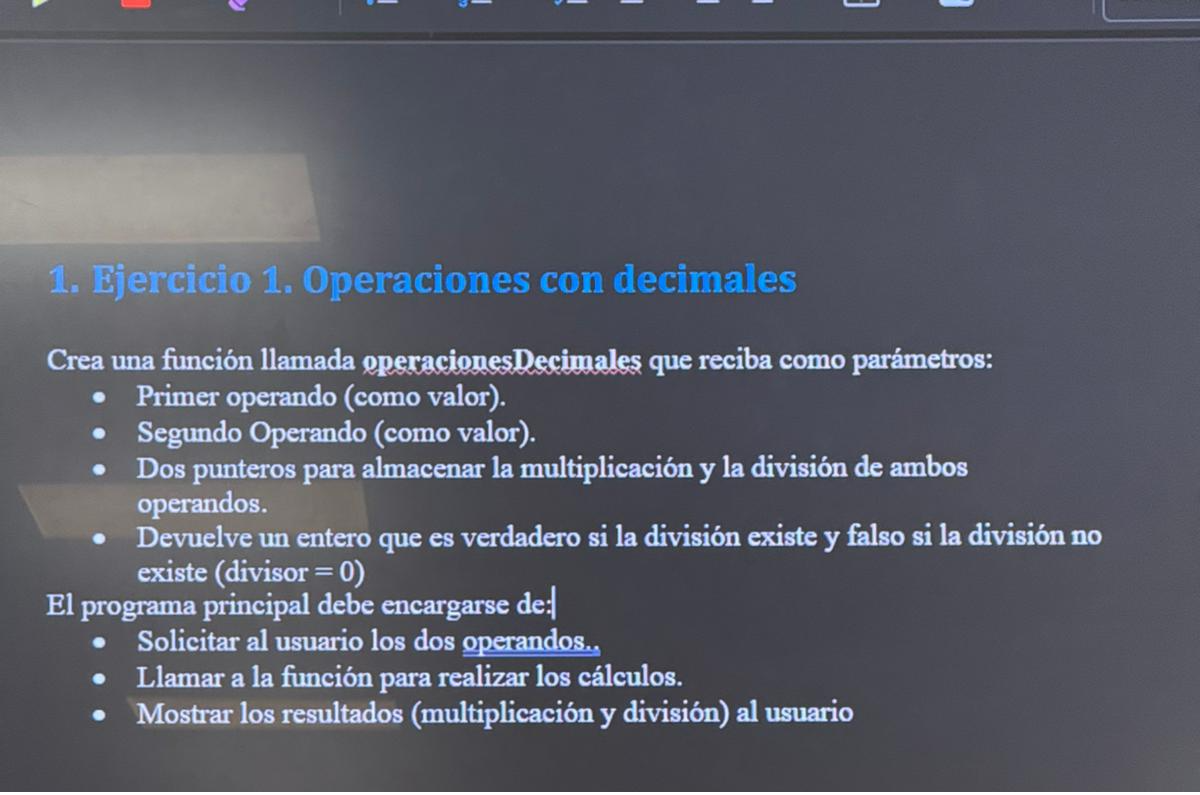 1. Ejercicio 1. Operaciones con decimales
Crea una función llamada operacionesDecimales que reciba como parámetros:
• Primer operando (como valor).
• Segundo Operando (como valor).
• Dos punteros para almacenar la multiplicación y la división de ambos
operandos.
• Devuelve un entero que es verdadero si la división existe y falso si la división no
existe (divisor = 0)
El programa principal debe encargarse de:
• Solicitar al usuario los dos operandos..
• Llamar a la función para realizar los cálculos.
• Mostrar los resultados (multiplicación y división) al usuario